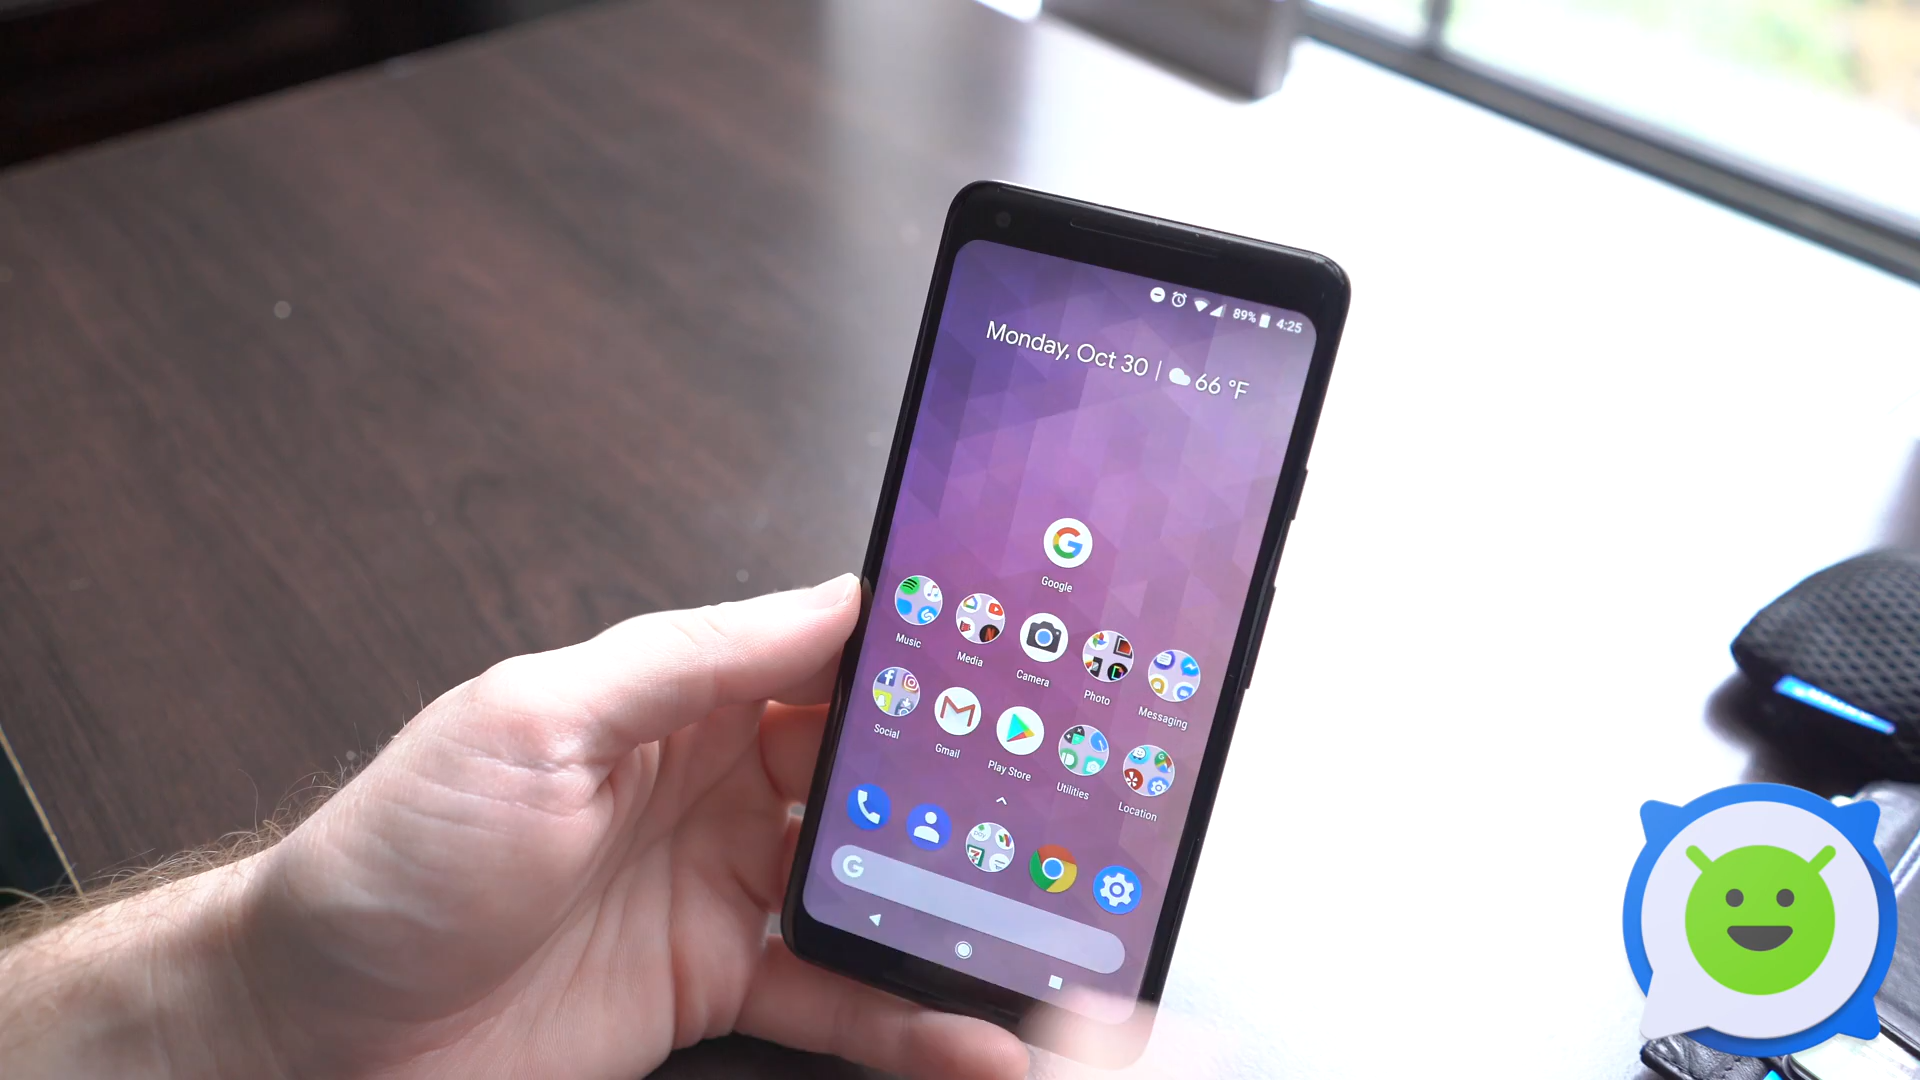 89% 4:25
Monday, Oct 30 | 66 °F
Google
Music
Media
Camera
Photo
Messaging
Social
Gmail
Play Store
Utilities
Location